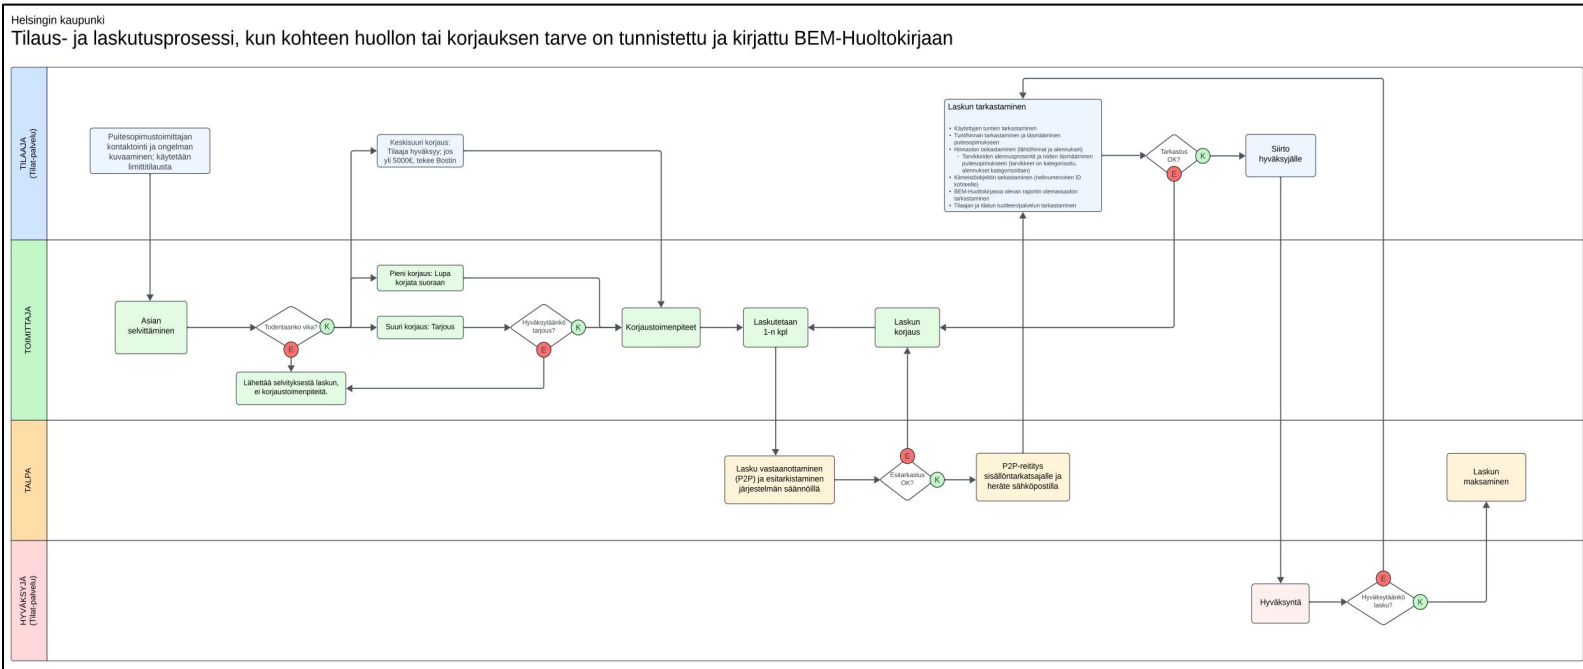 Helsingin kaupunki
Tilaus- ja laskutusprosessi, kun kohteen huollon tai korjauksen tarve on tunnistettu ja kirjattu BEM-Huoltokirjaan
TILAAJA
(Tilat-palvelu)
Puitesopimustoimittajan
kontaktointi ja ongelman
kuvaaminen; käytetään
limiittitilausta
Keskisuuri korjaus:
Tilaaja hyväksyy; jos
yli 5000€, tekee Bostin
Laskun tarkastaminen
• Käytettyjen tuntien tarkastaminen
• Tuntihinnan tarkastaminen ja täsmääminen
puitesopimukseen
• Hinnaston tarkastaminen (lähtöhinnat ja alennukset)
◦ Tarvikkeiden alennusprosentit ja niiden täsmääminen
puitesopimukseen (tarvikkeet on kategorisoitu,
alennukset kategorisoittain)
• Kiinteistöobjektin tarkastaminen (nelinumeroinen ID
kohteelle)
• BEM-Huoltokirjassa olevan raportin olemassaolon
tarkastaminen
• Tilaajan ja tilatun tuotteen/palvelun tarkastaminen
Tarkastus
OK?
K
E
Siirto
hyväksyjälle
TOIMITTAJA
Asian
selvittäminen
Todentaanko vika?
K
E
Pieni korjaus: Lupa
korjata suoraan
Suuri korjaus: Tarjous
Hyväksytäänkö
tarjous?
K
E
Lähettää selvityksestä laskun,
ei korjaustoimenpiteitä.
Korjaustoimenpiteet
Laskutetaan
1-n kpl
Laskun
korjaus
TALPA
Lasku vastaanottaminen
(P2P) ja esitarkistaminen
järjestelmän säännöillä
E
Esitarkastus
OK?
K
P2P-reititys
sisällöntarkatsajalle ja
heräte sähköpostilla
Laskun
maksaminen
HYVÄKSYJÄ
(Tilat-palvelu)
Hyväksyntä
E
Hyväksytäänkö
lasku?
K